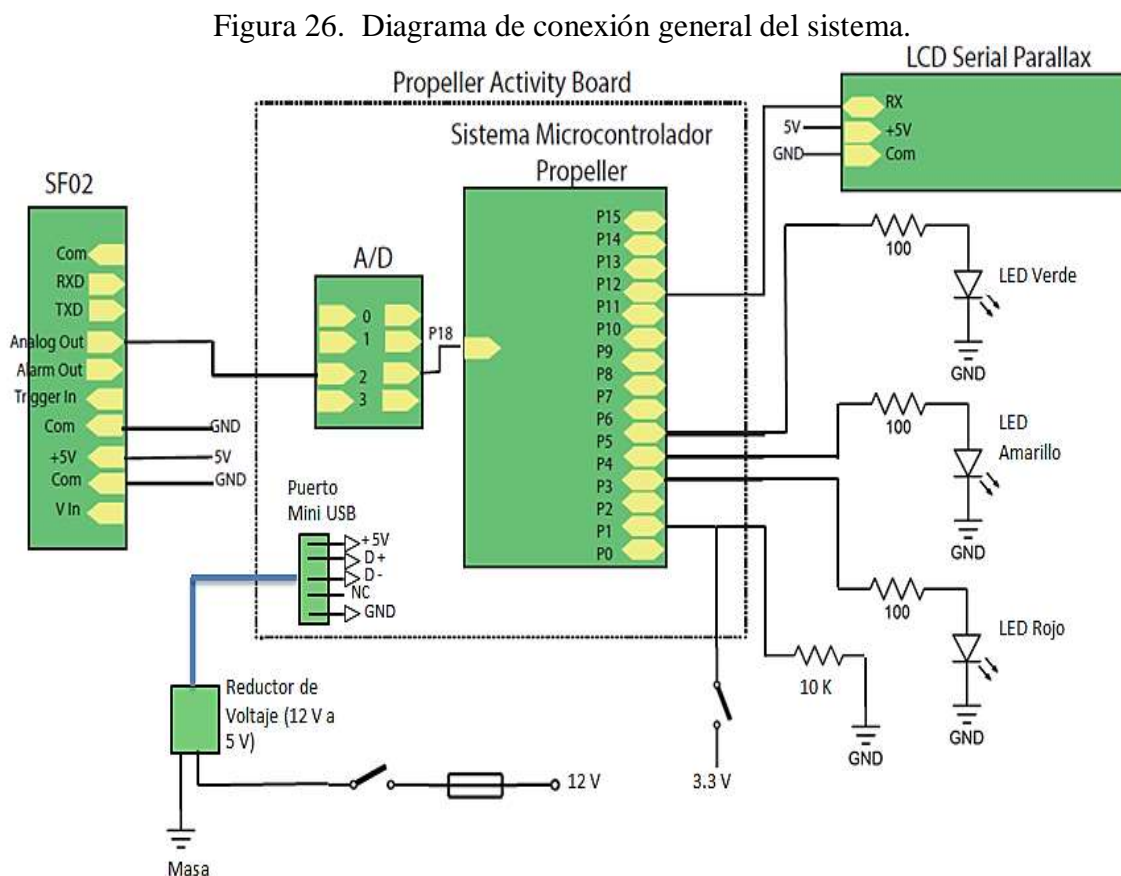 Figura 26. Diagrama de conexión general del sistema.
LCD Serial Parallax
RX
5V
+5V
GND
Com
Propeller Activity Board
Sistema Microcontrolador
Propeller
P15
P14
P13
P12
P11
P10
P9
P8
P7
P6
P5
P4
P3
P2
P1
P0
SF02
Com
RXD
TXD
Analog Out
Alarm Out
Trigger In
Com
GND
+5V
5V
Com
GND
V In
A/D
0
1
2
3
P18
100
LED Verde
GND
100
LED
Amarillo
GND
100
LED Rojo
GND
10 K
GND
3.3 V
Puerto
Mini USB
+5V
D+
D-
NC
GND
Reductor de
Voltaje (12 V a
5 V)
12 V
Masa